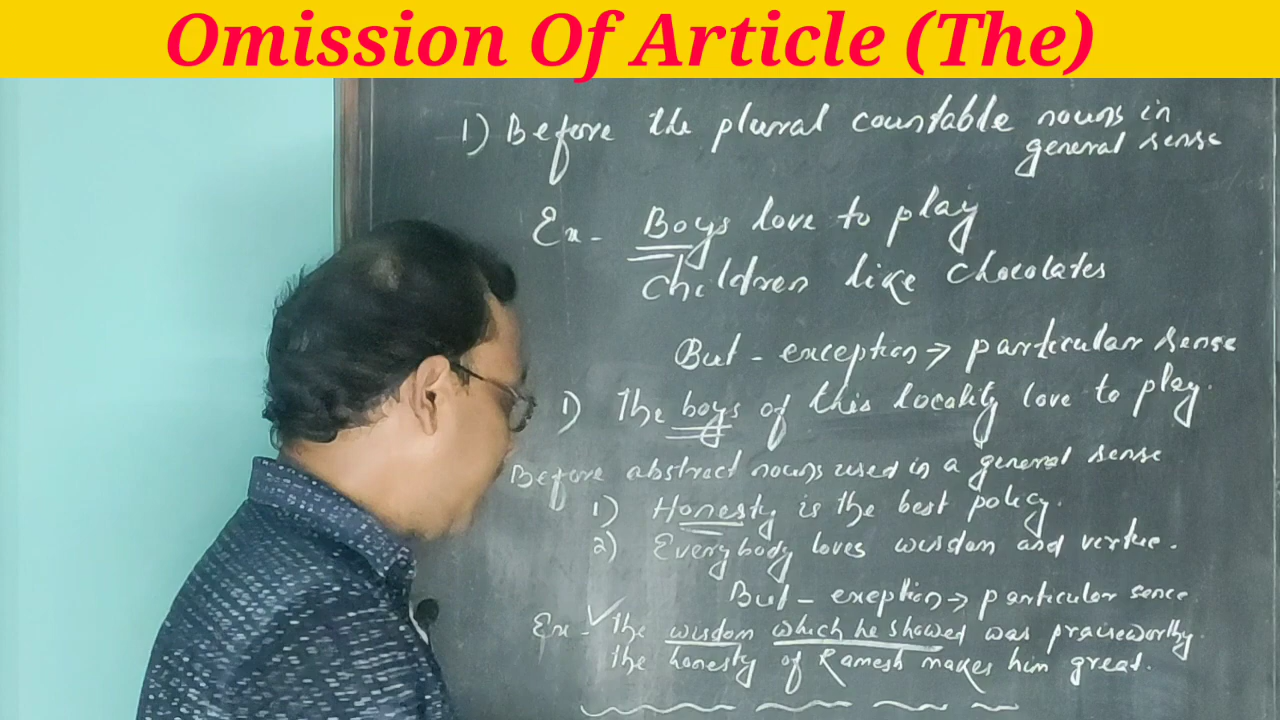 Omission Of Article (The)
1) Before the plural countable nouns in
general sense
Ex- Boys love to play
Children like Chocolates
But - exception → particular sense
1) The boys of this locality love to play.
Before abstract nouns used in a general sense
1) Honesty is the best policy.
2) Everybody loves wisdom and virtue.
But - exeption → particular sence
Ex- ✓ The wisdom which he showed was praiseworthy.
the honesty of Ramesh makes him great.